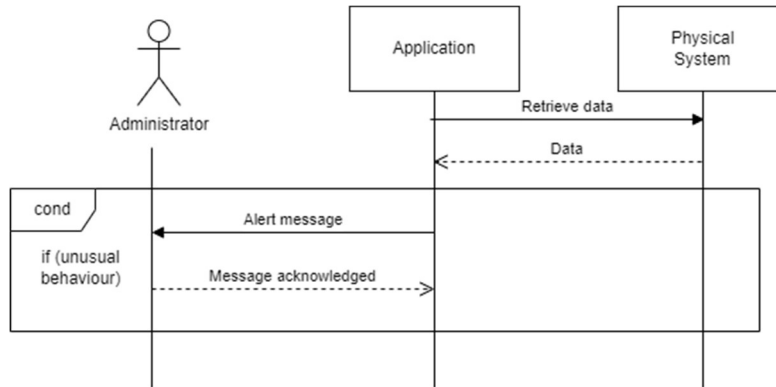 Application
Physical
System
Administrator
Retrieve data
Data
cond
Alert message
if (unusual
behaviour)
Message acknowledged